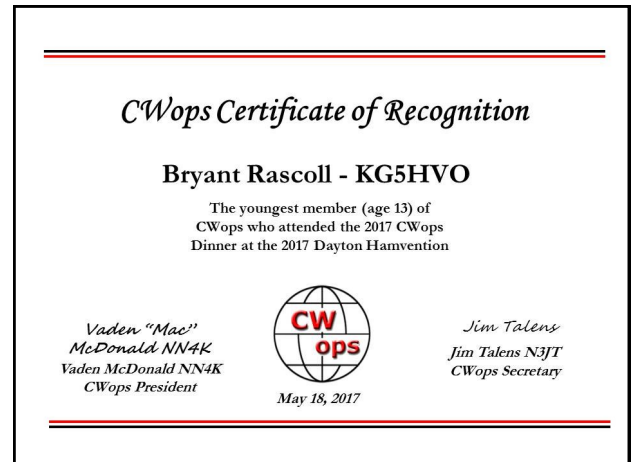 CWops Certificate of Recognition
Bryant Rascoll - KG5HVO
The youngest member (age 13) of
CWops who attended the 2017 CWops
Dinner at the 2017 Dayton Hamvention
Vaden “Mac”
McDonald NN4K
Vaden McDonald NN4K
CWops President
CW
ops
May 18, 2017
Jim Talens
Jim Talens N3JT
CWops Secretary